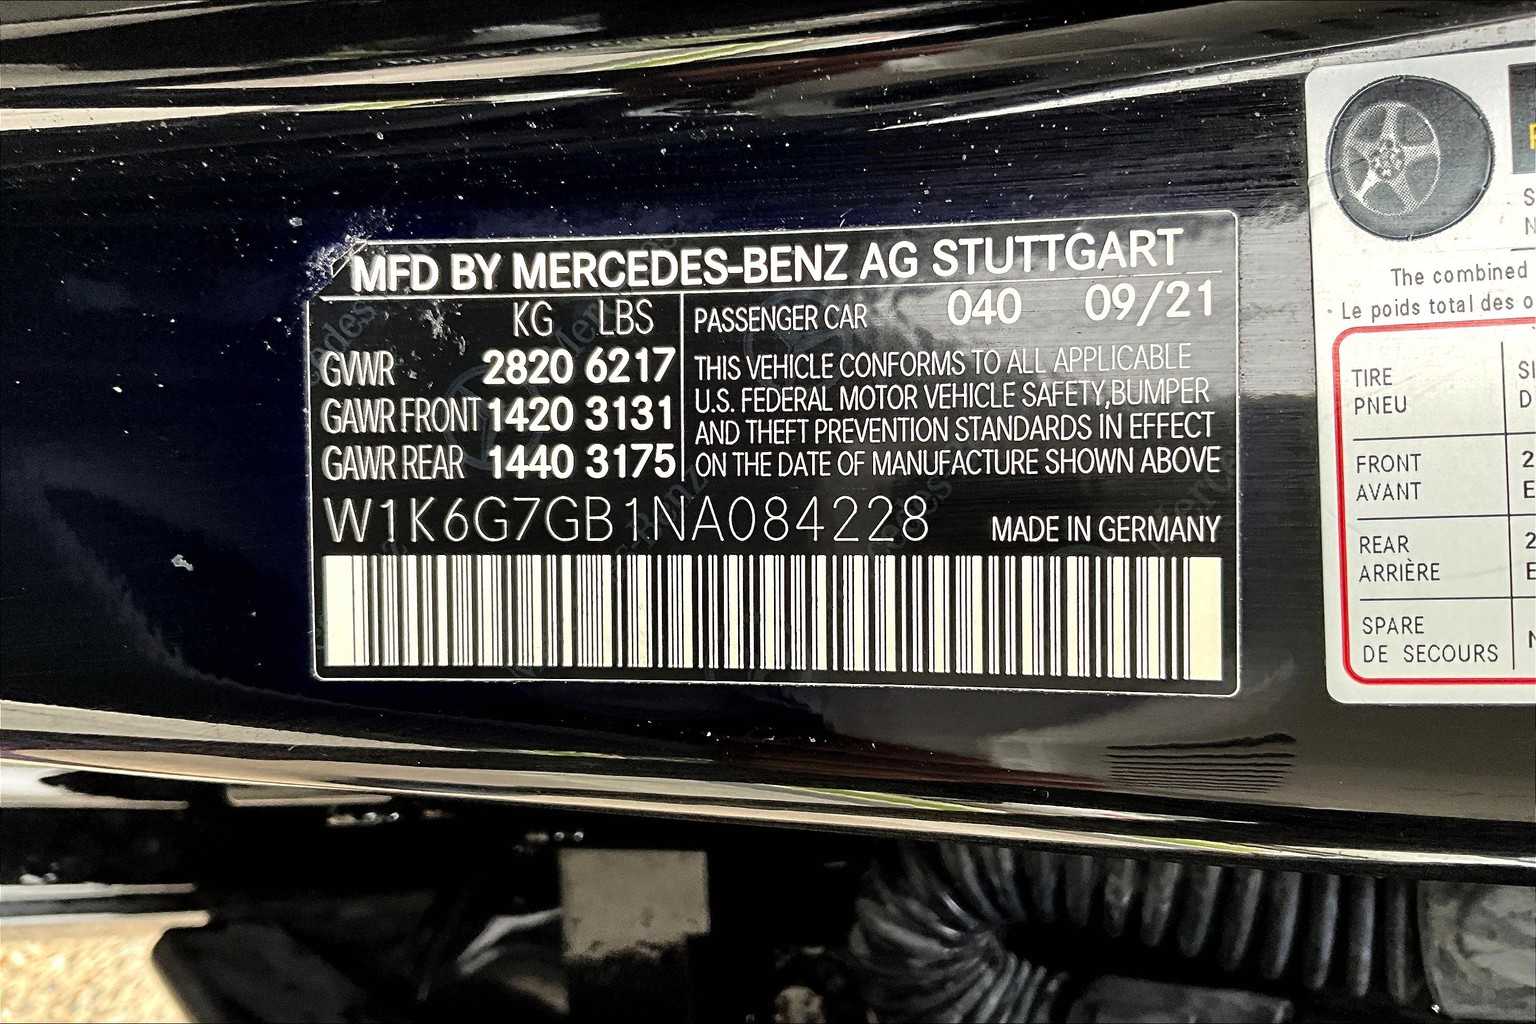 MFD BY MERCEDES-BENZ AG STUTTGART
KG LBS
GVWR 2820 6217
GAWR FRONT 1420 3131
GAWR REAR 1440 3175
PASSENGER CAR 040 09/21
THIS VEHICLE CONFORMS TO ALL APPLICABLE
U.S. FEDERAL MOTOR VEHICLE SAFETY,BUMPER
AND THEFT PREVENTION STANDARDS IN EFFECT
ON THE DATE OF MANUFACTURE SHOWN ABOVE
W1K6G7GB1NA084228 MADE IN GERMANY
The combined
Le poids total des
TIRE
PNEU
FRONT
AVANT
REAR
ARRIÈRE
SPARE
DE SECOURS